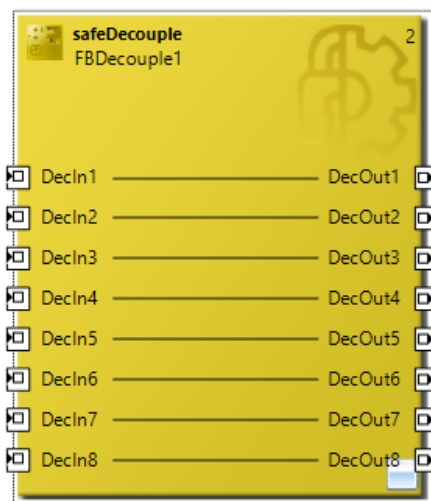 safeDecouple 2
FBDecouple1
DecIn1 DecOut1
DecIn2 DecOut2
DecIn3 DecOut3
DecIn4 DecOut4
DecIn5 DecOut5
DecIn6 DecOut6
DecIn7 DecOut7
DecIn8 DecOut8